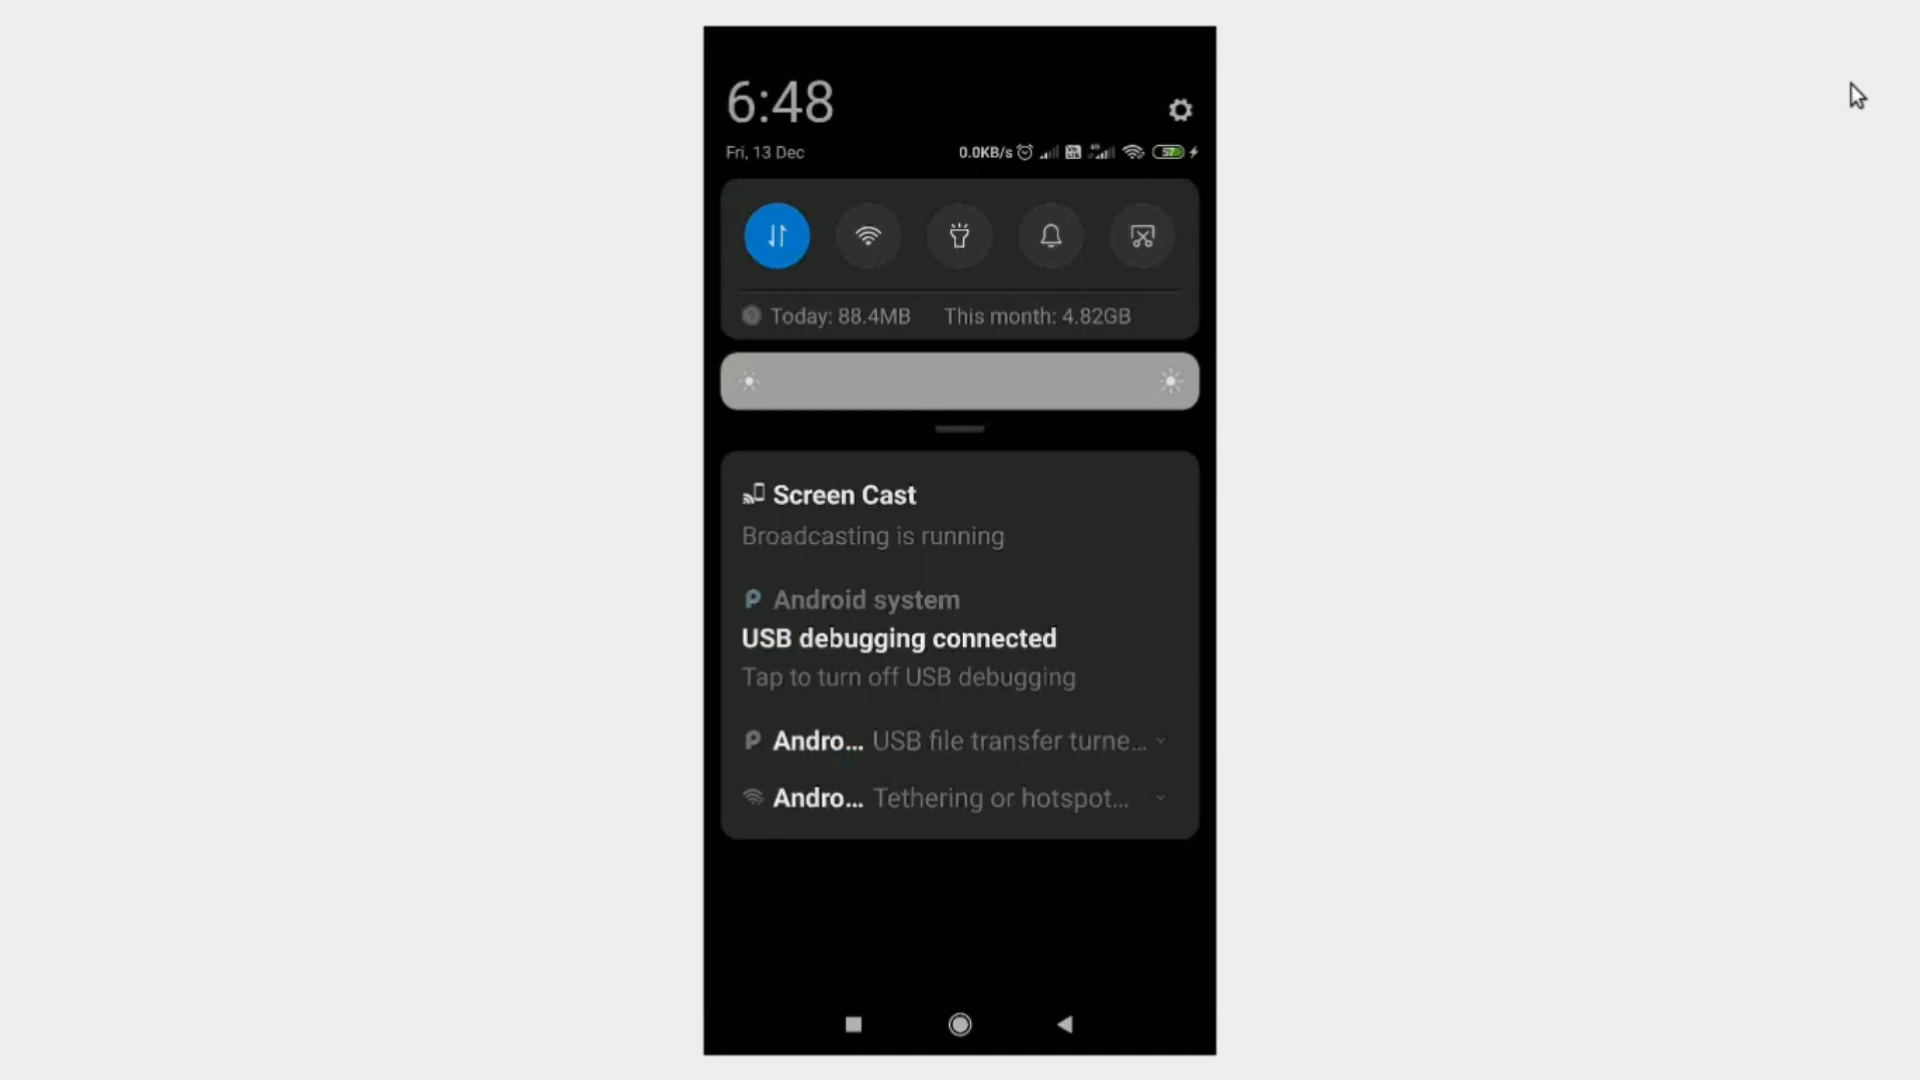 6:48
Fri, 13 Dec
0.0KB/s
57
Today: 88.4MB This month: 4.82GB
Screen Cast
Broadcasting is running
Android system
USB debugging connected
Tap to turn off USB debugging
Andro... USB file transfer turne...
Andro... Tethering or hotspot...